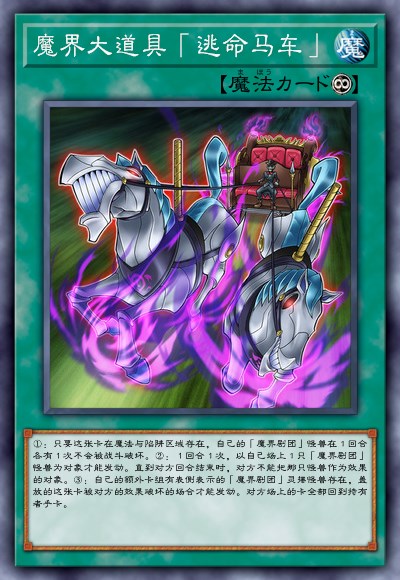 魔界大道具「逃命马车」
魔
【魔法カード】
まほう
①：只要这张卡在魔法与陷阱区域存在，自己的「魔界剧团」怪兽在1回合
各有1次不会被战斗破坏。②：1回合1次，以自己场上1只「魔界剧团」
怪兽为对象才能发动。直到对方回合结束时，对方不能把那只怪兽作为效果
的对象。③：自己的额外卡组有表侧表示的「魔界剧团」灵摆怪兽存在，盖
放的这张卡被对方的效果破坏的场合才能发动。对方场上的卡全部回到持有
者手卡。